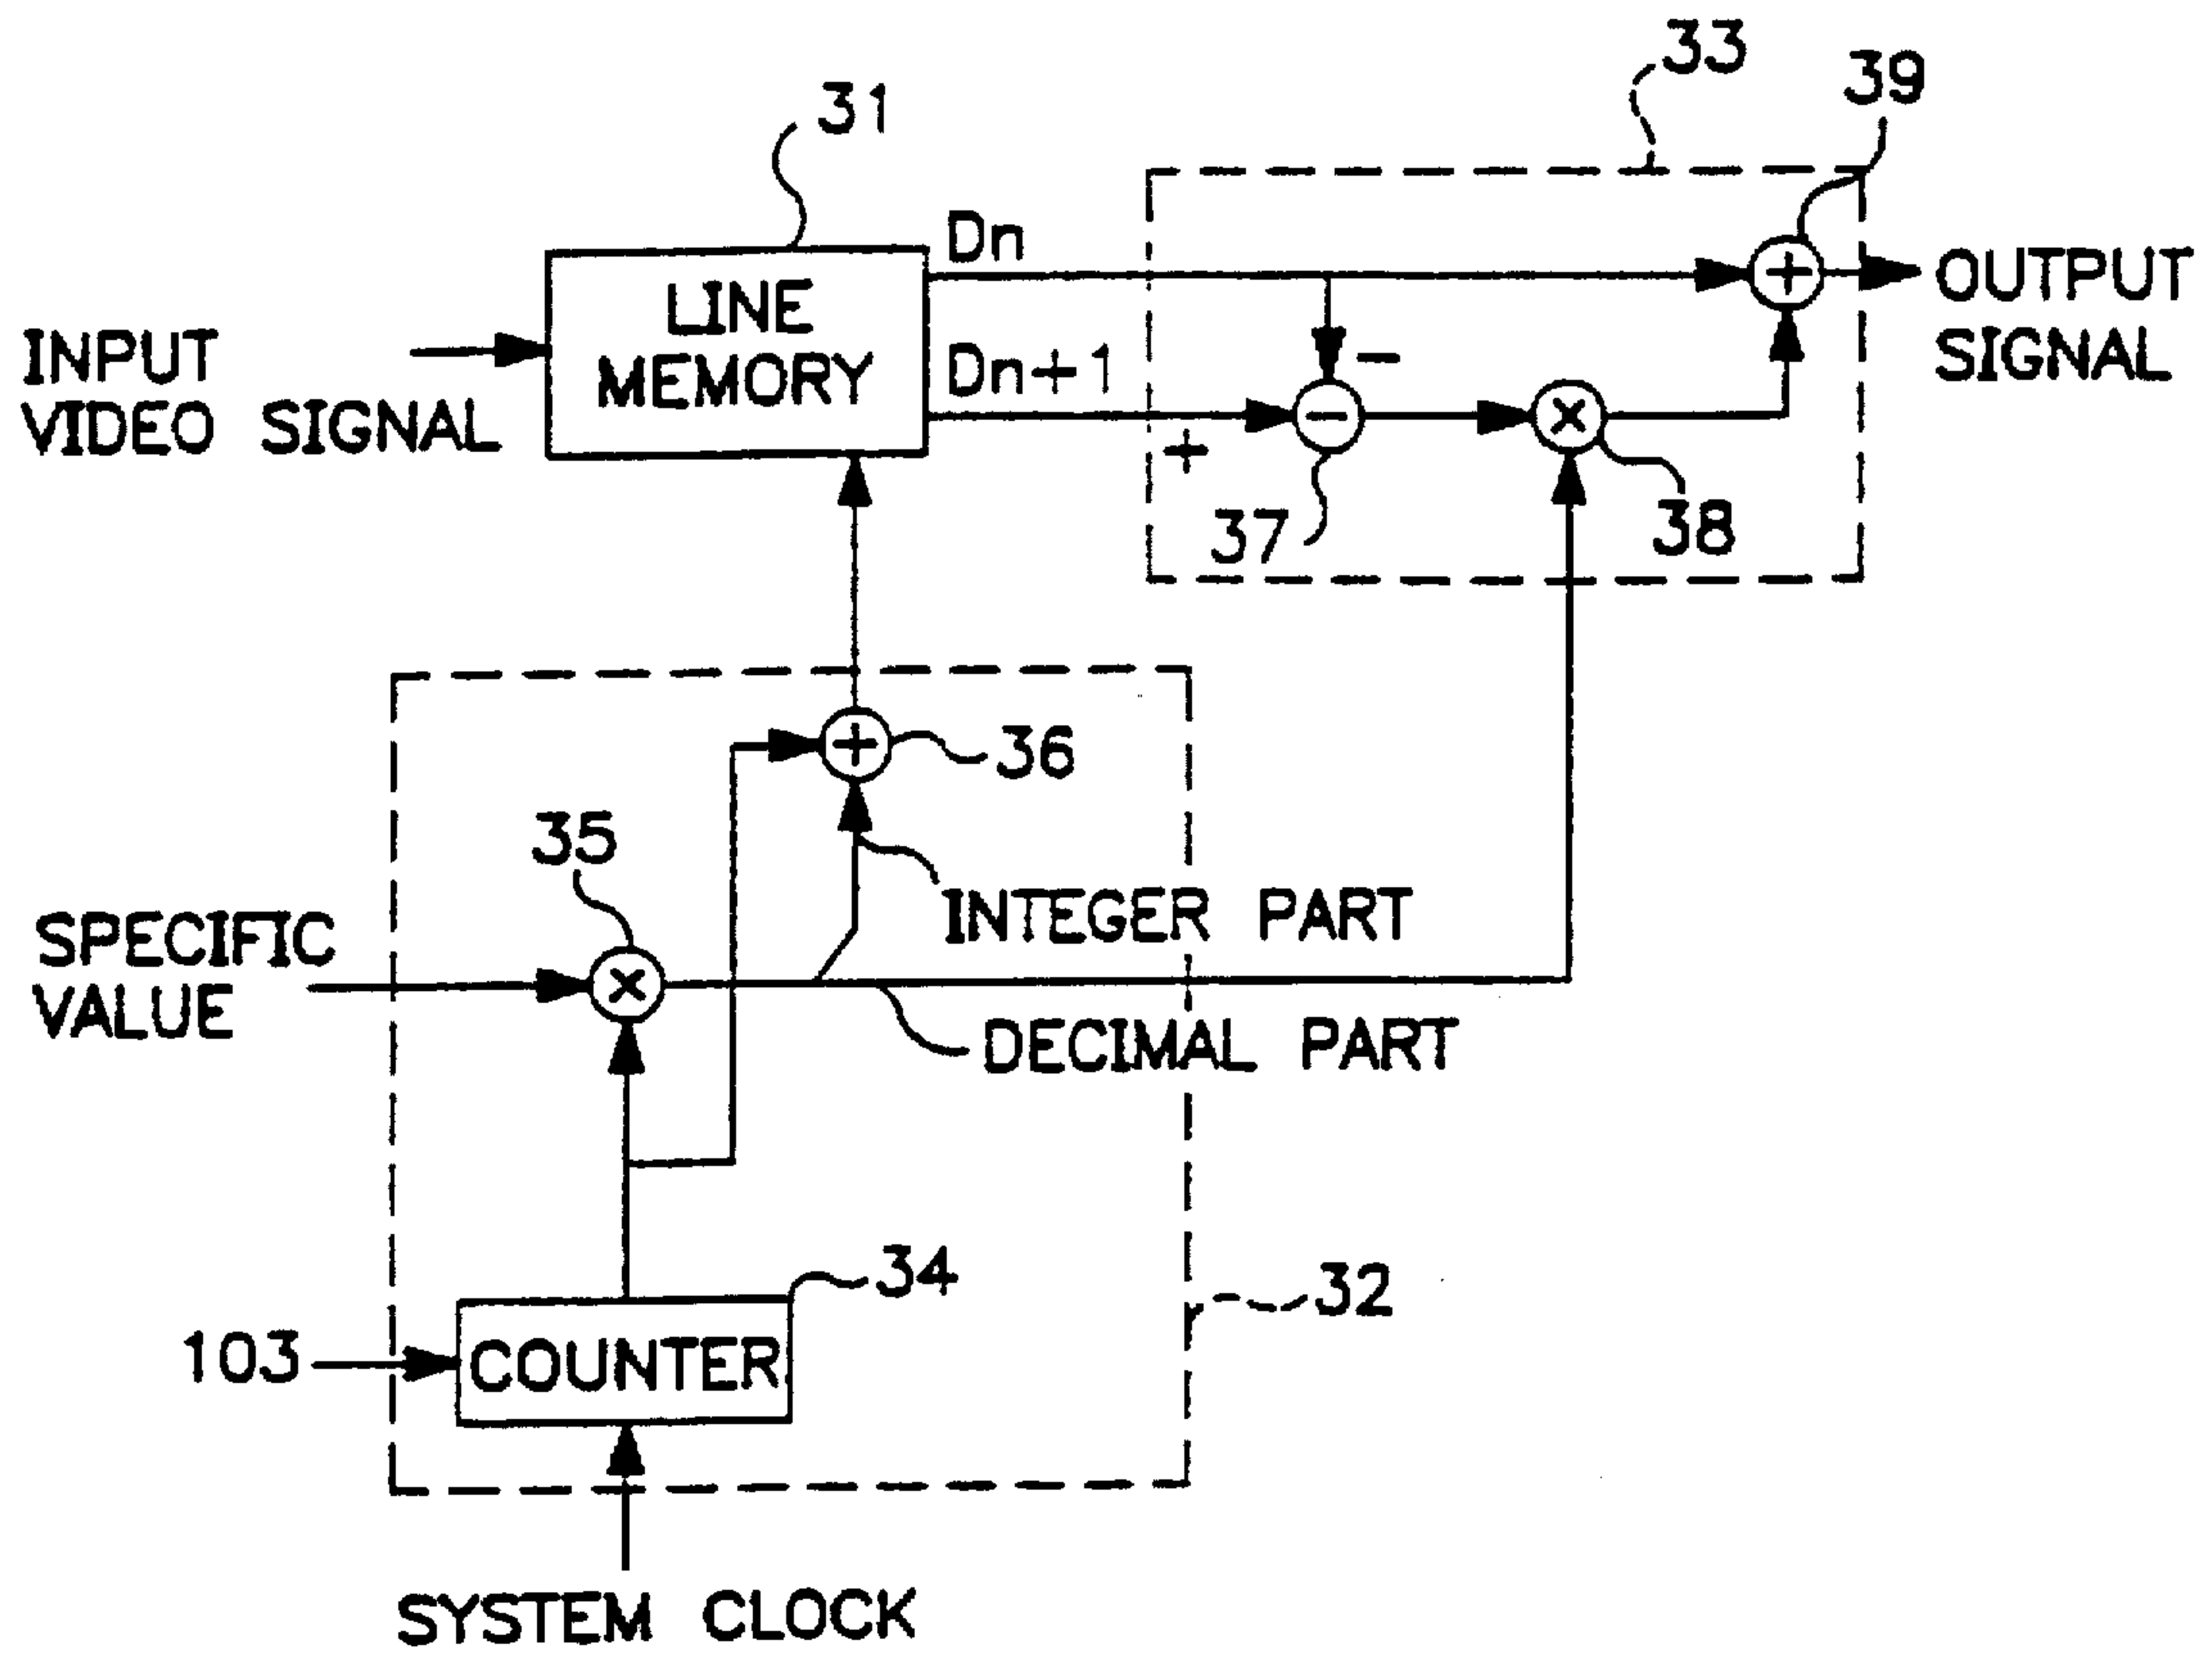 33
39
31
Dn
OUTPUT
SIGNAL
LINE
MEMORY
INPUT
VIDEO SIGNAL
Dn+1
−
+
−
×
+
37
38
+
36
35
INTEGER PART
SPECIFIC
VALUE
×
DECIMAL PART
34
32
103
COUNTER
SYSTEM CLOCK